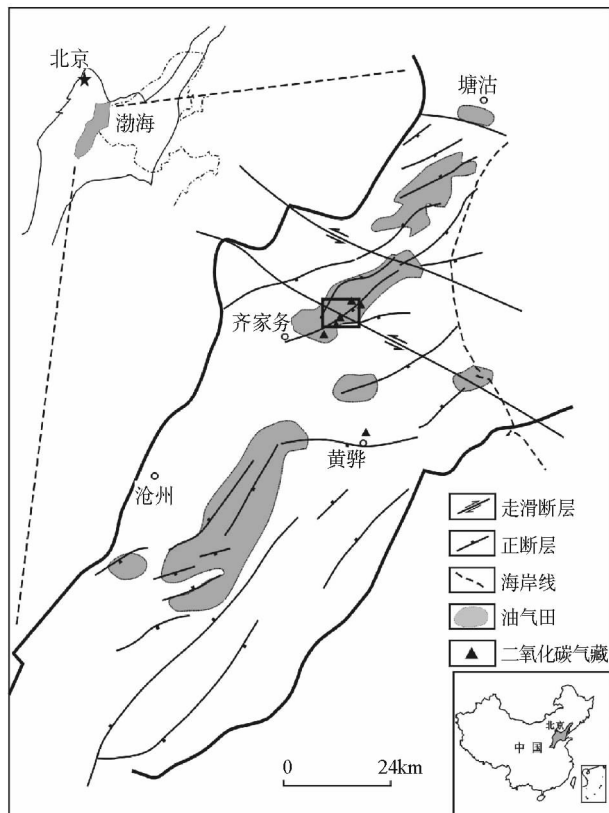 北京
渤海
塘沽
齐家务
黄骅
沧州
走滑断层
正断层
海岸线
油气田
二氧化碳气藏
0 24km
北京
中国